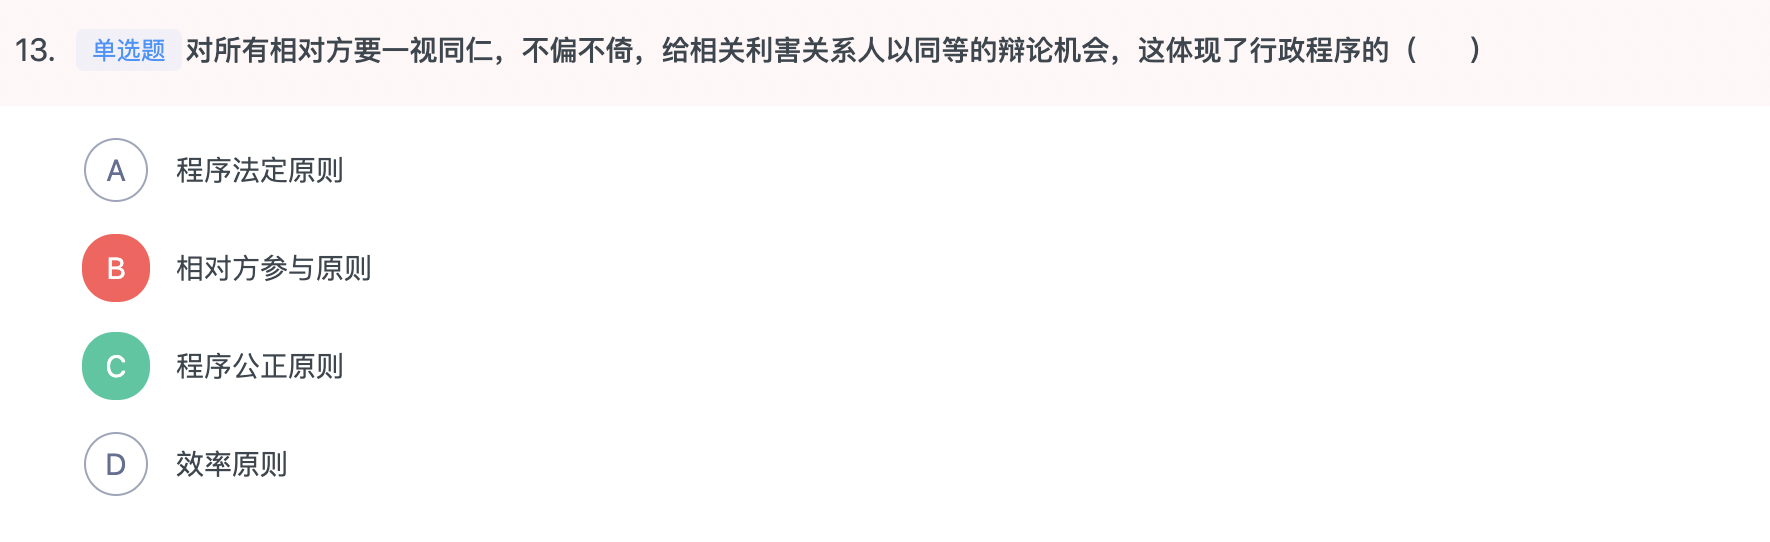 13. 单选题 对所有相对方要一视同仁，不偏不倚，给相关利害关系人以同等的辩论机会，这体现了行政程序的（　　）
A 程序法定原则
B 相对方参与原则
C 程序公正原则
D 效率原则